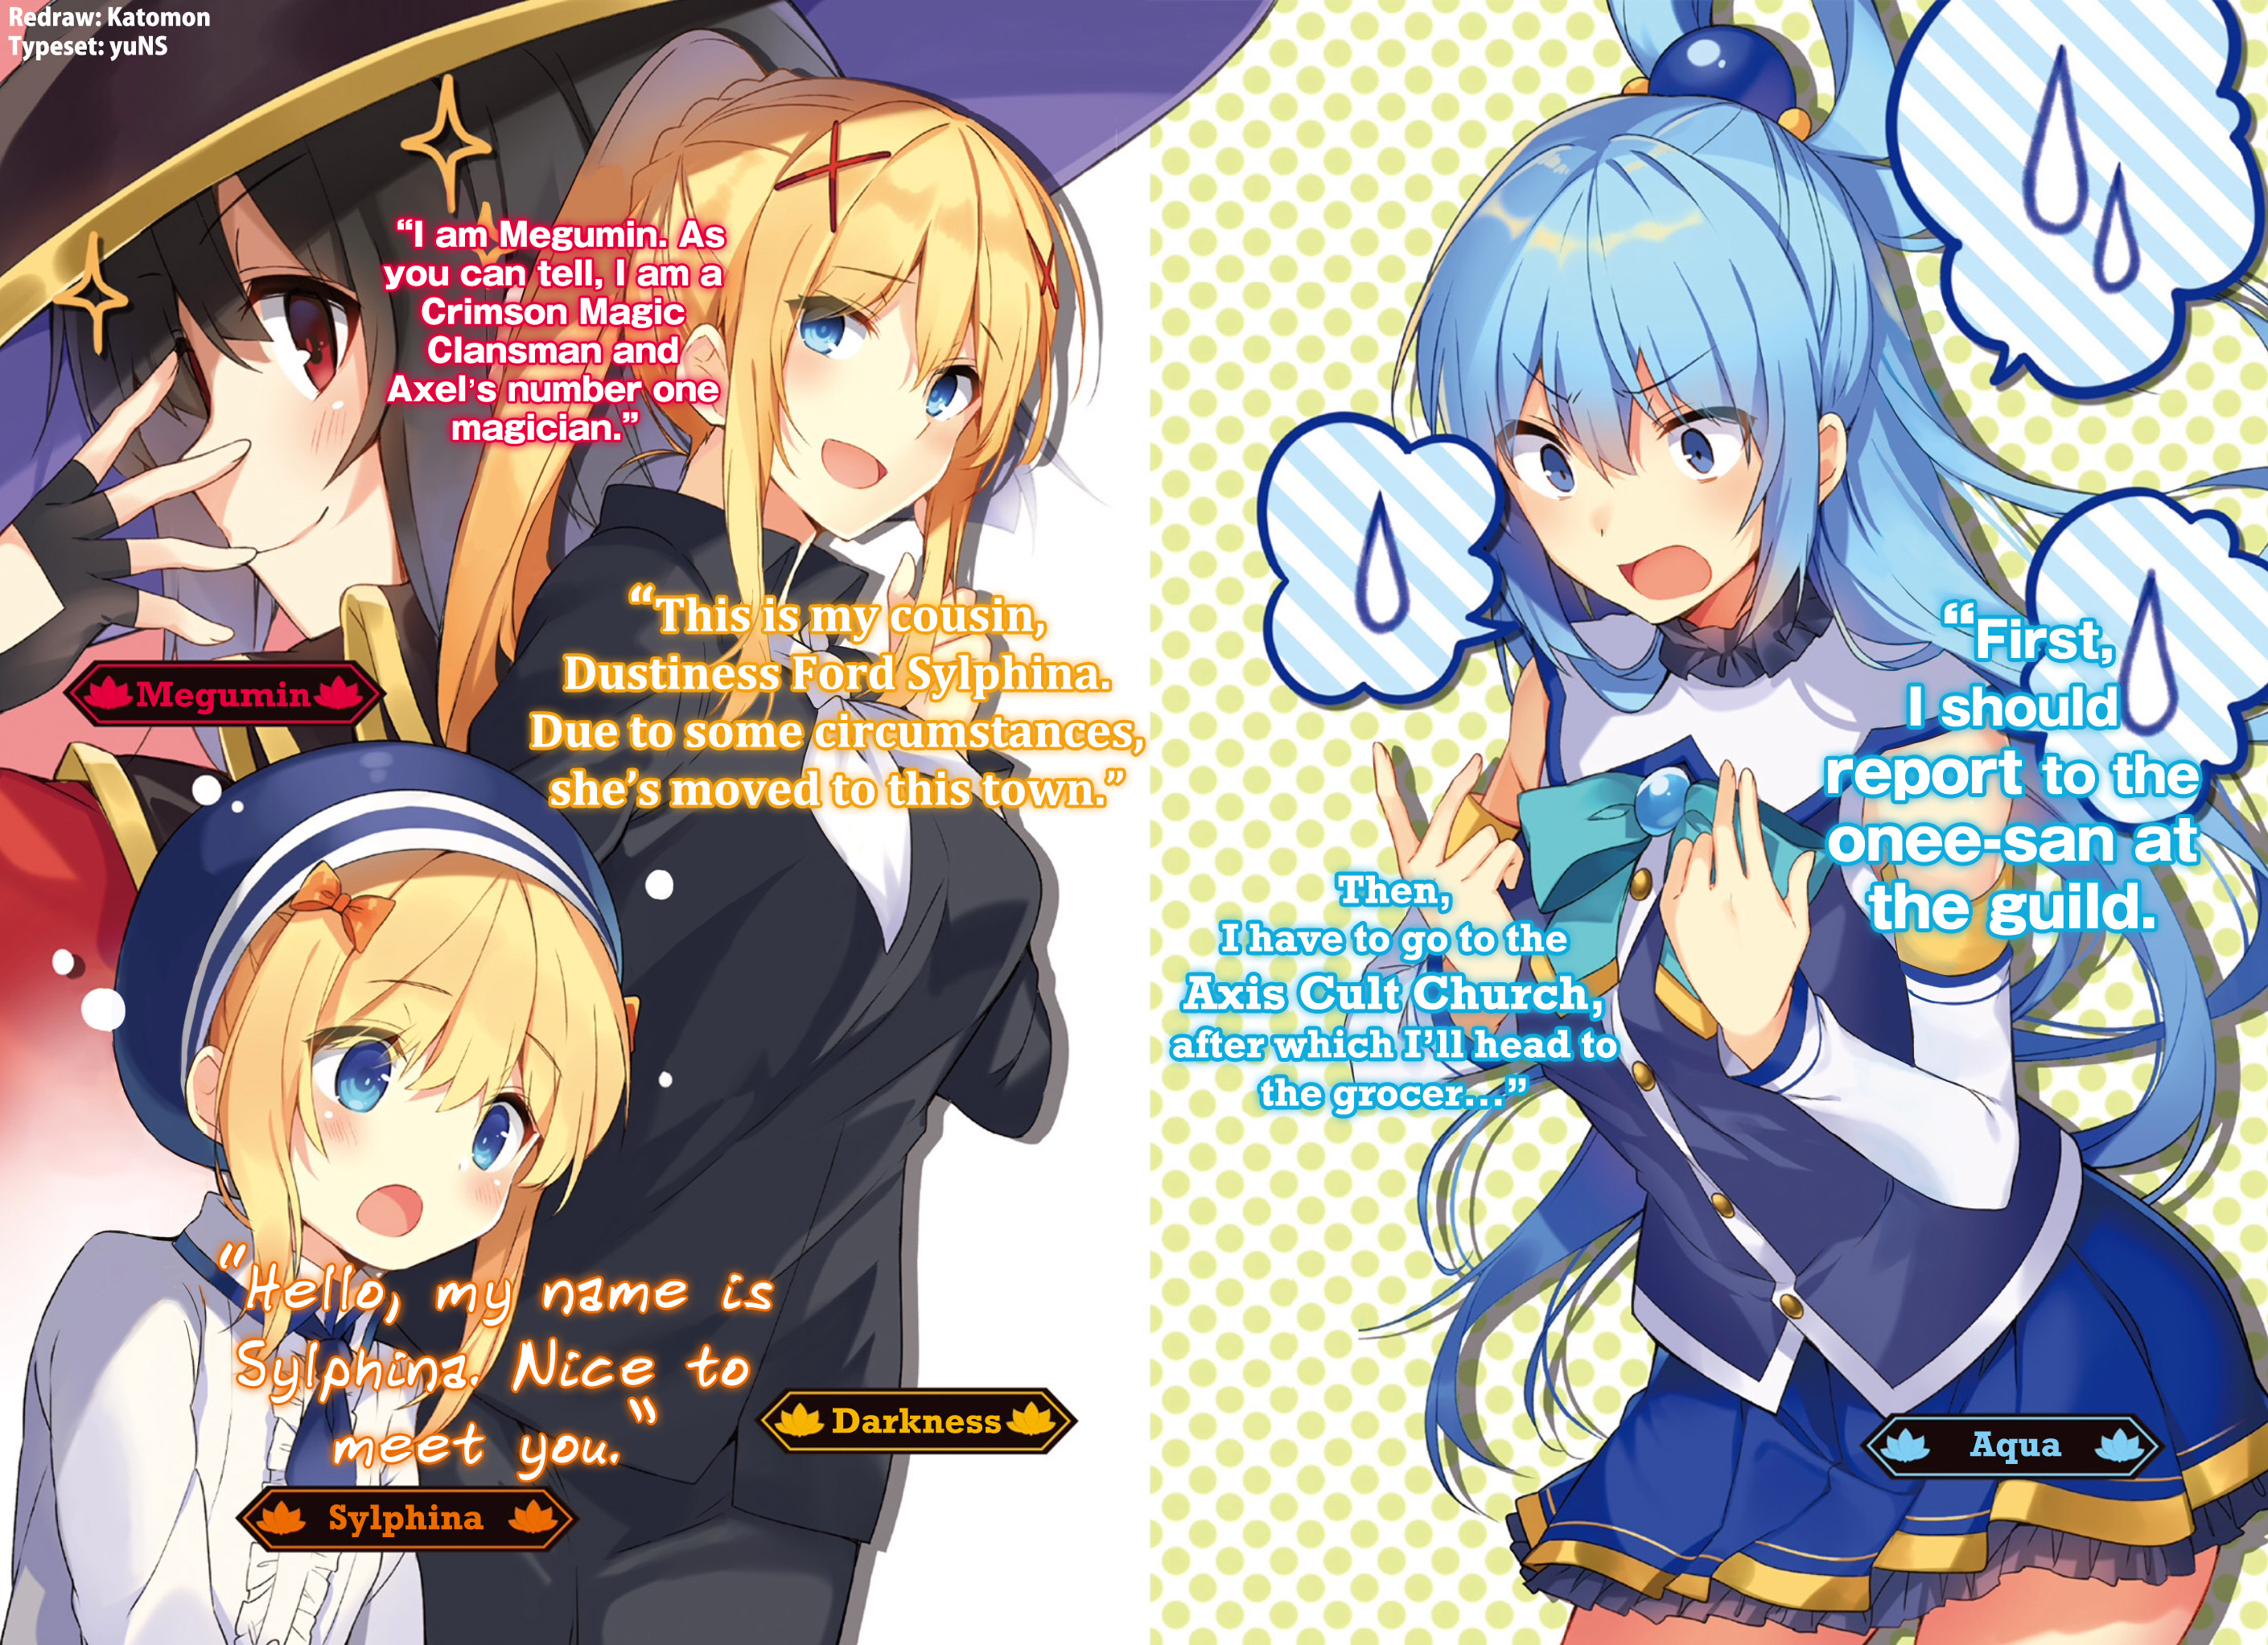 Redraw: Katomon
Typeset: yuNS
“I am Megumin. As
you can tell, I am a
Crimson Magic
Clansman and
Axel’s number one
magician.”
Megumin
“This is my cousin,
Dustiness Ford Sylphina.
Due to some circumstances,
she’s moved to this town.”
Darkness
“Hello, my name is
Sylphina. Nice to
meet you.”
Sylphina
“First,
I should
report to the
onee-san at
the guild.
Then,
I have to go to the
Axis Cult Church,
after which I’ll head to
the grocer...”
Aqua